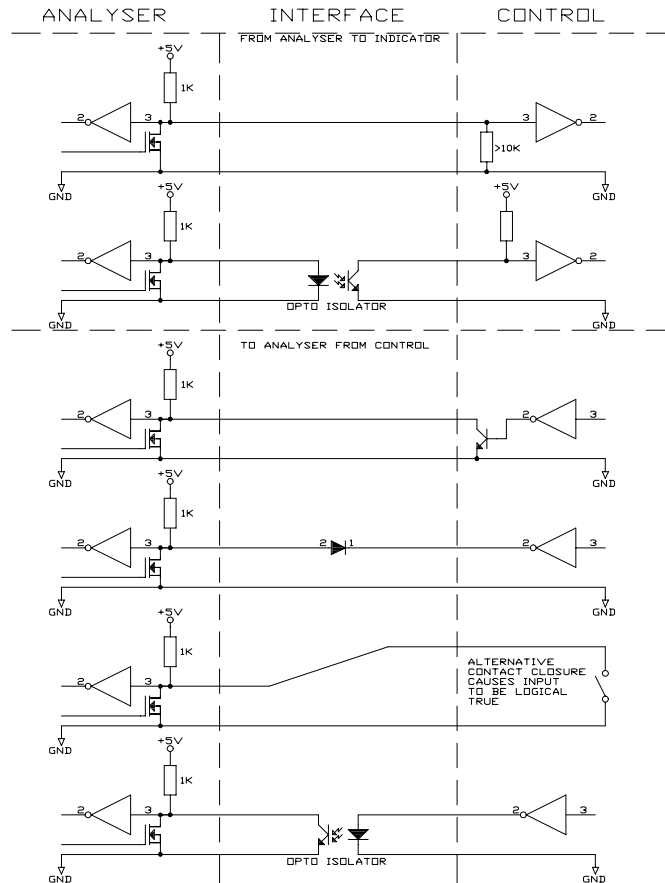 ANALYSER INTERFACE CONTROL
FROM ANALYSER TO INDICATOR
+5V
1K
2 3 3 2
>10K
GND GND
+5V +5V
1K
2 3 3 2
OPTO ISOLATOR
GND GND
TO ANALYSER FROM CONTROL
+5V
1K
2 3 2 3
GND GND
+5V
1K
2 3 2 1 2 3
GND GND
+5V
1K
2 3
ALTERNATIVE
CONTACT CLOSURE
CAUSES INPUT
TO BE LOGICAL
TRUE
GND
+5V
1K
2 3 2 3
OPTO ISOLATOR
GND GND